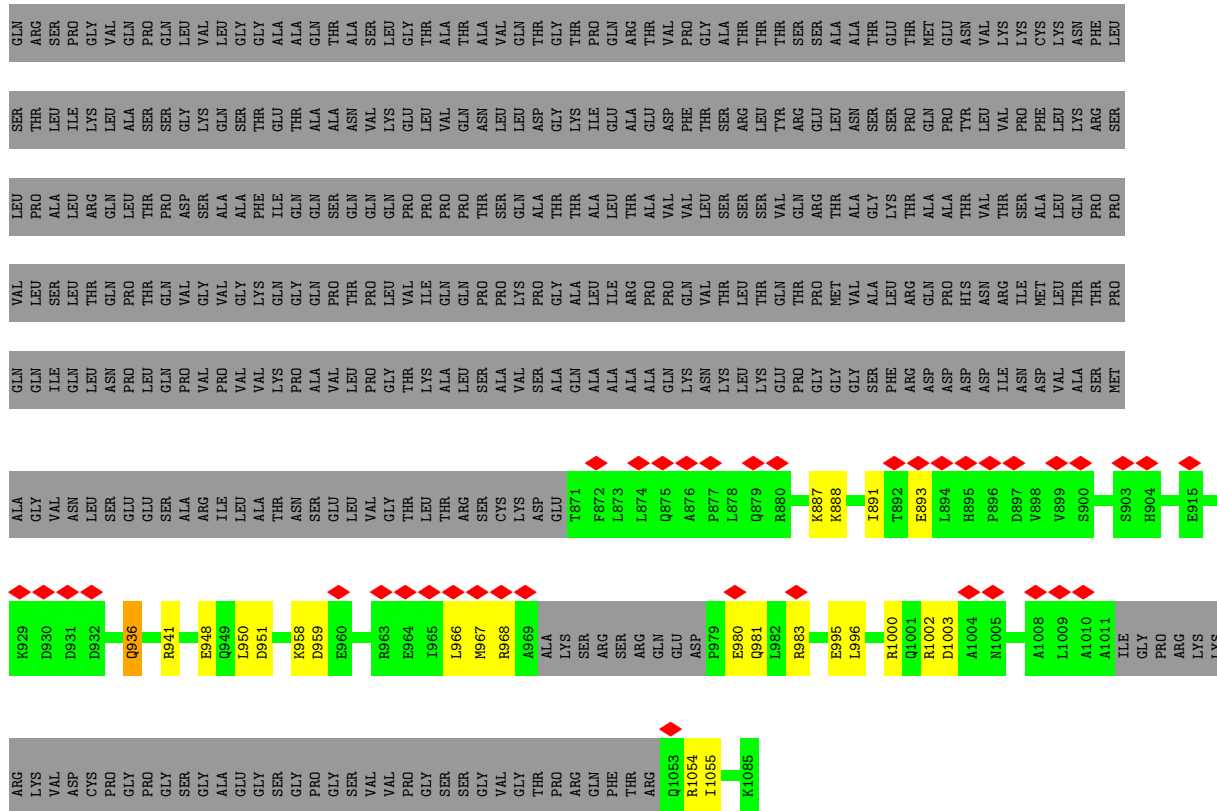 GLN ARG SER PRO GLY VAL GLN PRO GLN LEU VAL LEU GLY GLY ALA ALA GLN THR ALA SER LEU GLY THR ALA THR ALA VAL GLN THR GLY THR PRO GLN ARG THR VAL PRO GLY ALA THR THR THR SER SER ALA ALA THR GLU THR MET GLU ASN VAL LYS LYS CYS LYS ASN PHE LEU
SER THR LEU ILE LYS LEU ALA SER SER GLY LYS GLN SER THR GLU THR ALA ALA ASN VAL LYS GLU LEU VAL GLN ASN LEU LEU ASP GLY LYS ILE GLU ALA GLU ASP PHE THR SER ARG LEU TYR ARG GLU LEU ASN SER SER PRO GLN PRO TYR LEU VAL PRO PHE LEU LYS ARG SER
LEU PRO ALA LEU ARG GLN LEU THR PRO ASP SER ALA ALA PHE ILE GLN GLN SER GLN GLN GLN PRO PRO PRO PRO THR SER GLN ALA THR THR ALA LEU THR ALA VAL VAL LEU SER SER SER VAL GLN ARG THR ALA GLY LYS THR ALA ALA THR VAL THR SER ALA LEU GLN PRO PRO
VAL LEU SER LEU THR GLN PRO THR GLN VAL GLY VAL GLY LYS GLN GLY GLN PRO THR PRO LEU VAL ILE GLN GLN PRO PRO LYS PRO GLY ALA LEU ILE ARG PRO PRO GLN VAL THR LEU THR GLN THR PRO MET VAL ALA LEU ARG GLN PRO HIS ASN ARG ILE MET LEU THR THR PRO
GLN GLN ILE GLN LEU ASN PRO LEU GLN PRO VAL PRO VAL VAL LYS PRO ALA VAL LEU PRO GLY THR LYS ALA LEU SER ALA VAL SER ALA GLN ALA ALA ALA ALA GLN LYS ASN LYS LEU LYS GLU PRO GLY GLY GLY SER PHE ARG ASP ASP ASP ASP ILE ASN ASP VAL ALA SER MET
ALA GLY VAL ASN LEU SER GLU GLU SER ALA ARG ILE LEU ALA THR ASN SER GLU LEU VAL GLY THR LEU THR ARG SER CYS LYS ASP GLU T871 F872 L873 L874 Q875 A876 P877 L878 Q879 R880 K887 K888 I891 T892 E893 L894 H895 P896 D897 V898 V899 S900 S903 H904 E915
K929 D930 D931 D932 Q936 R941 E948 Q949 L950 D951 K958 D959 E960 R963 E964 I965 L966 M967 R968 A969 ALA LYS SER ARG SER ARG GLN GLU ASP P979 E980 Q981 L982 R983 E995 L996 R1000 Q1001 R1002 D1003 A1004 N1005 A1008 L1009 A1010 A1011 ILE GLY PRO ARG LYS LYS
ARG LYS VAL ASP CYS PRO GLY PRO GLY SER GLY ALA GLU GLY SER GLY PRO GLY SER VAL VAL PRO GLY SER SER GLY VAL GLY THR PRO ARG GLN PHE THR ARG Q1053 R1054 I1055 K1085